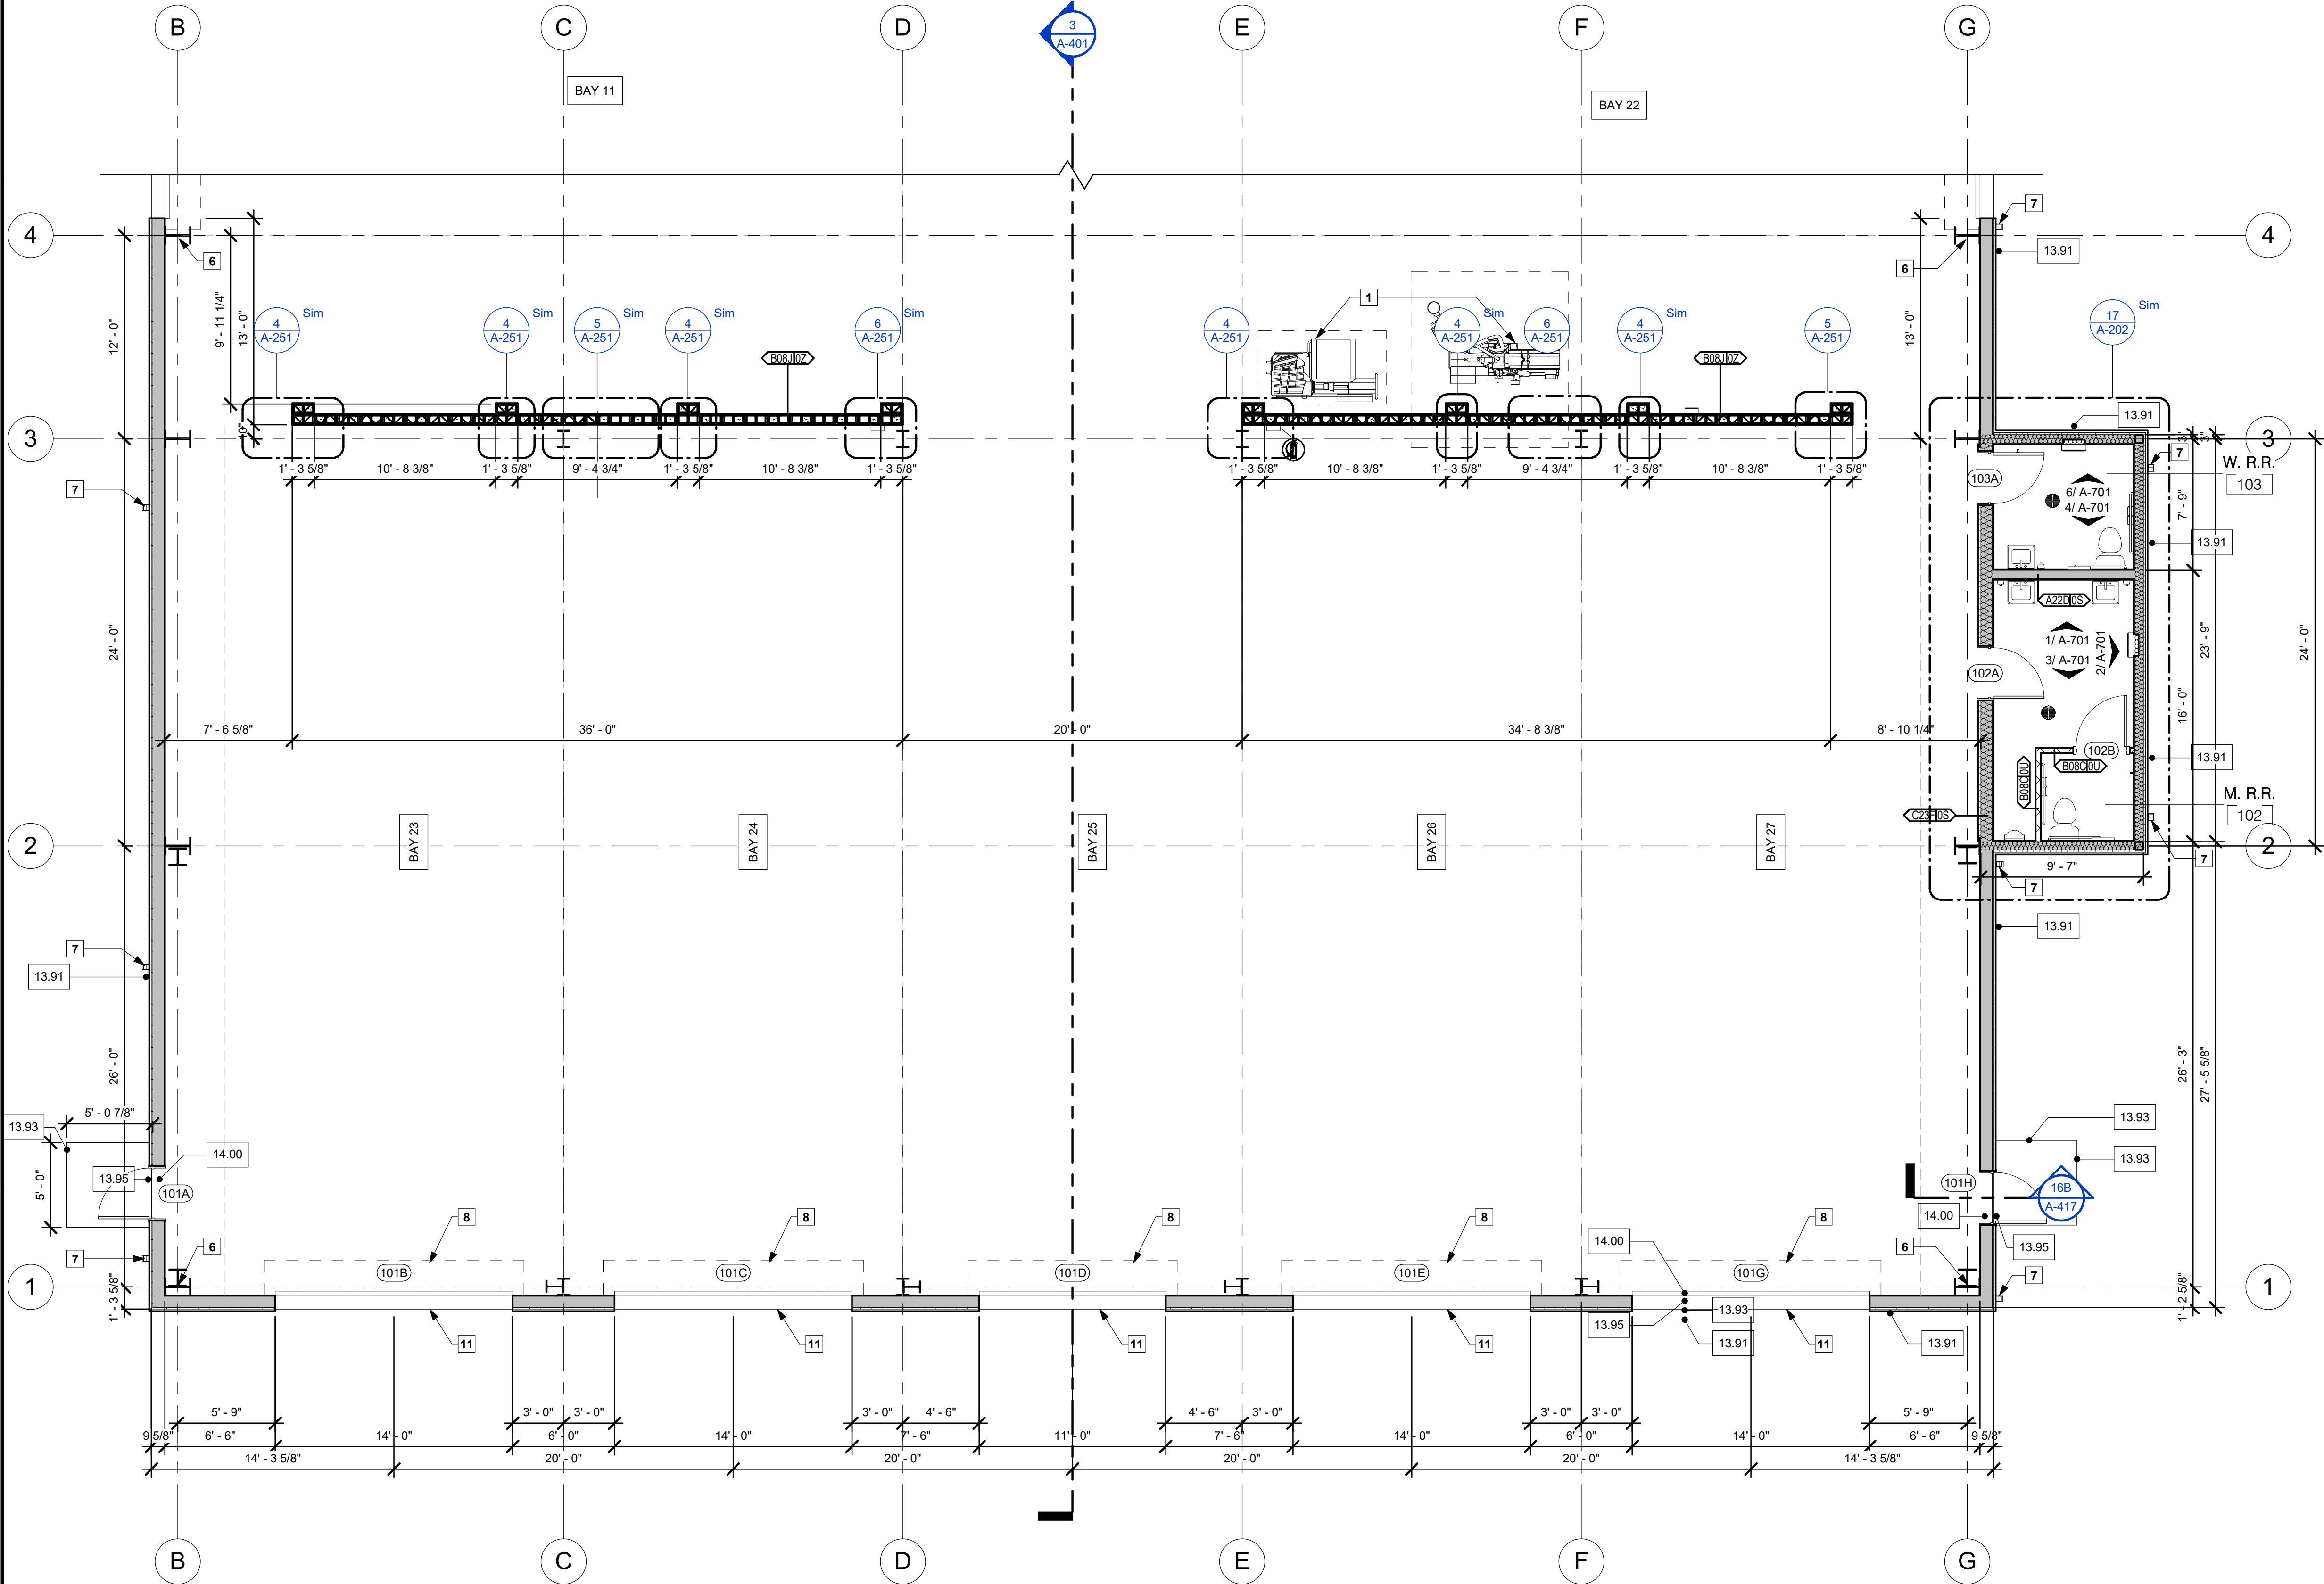 B
C
D
3
A-401
E
F
G
BAY 11
BAY 22
4
4
7
13.91
6
6
12' - 0"
9' - 11 1/4"
13' - 0"
10"
13' - 0"
4
A-251
Sim
4
A-251
Sim
5
A-251
Sim
4
A-251
Sim
6
A-251
Sim
4
A-251
1
4
A-251
Sim
6
A-251
4
A-251
Sim
5
A-251
17
A-202
Sim
B08J|0Z
B08J|0Z
13.91
3
3
3"
3"
1' - 3 5/8"
10' - 8 3/8"
1' - 3 5/8"
9' - 4 3/4"
1' - 3 5/8"
10' - 8 3/8"
1' - 3 5/8"
1' - 3 5/8"
10' - 8 3/8"
1' - 3 5/8"
9' - 4 3/4"
1' - 3 5/8"
10' - 8 3/8"
1' - 3 5/8"
7
7
W. R.R.
103
103A
6/ A-701
4/ A-701
7' - 9"
13.91
A22D|0S
24' - 0"
1/ A-701
3/ A-701
2/ A-701
23' - 9"
24' - 0"
102A
16' - 0"
7' - 6 5/8"
36' - 0"
20' - 0"
34' - 8 3/8"
8' - 10 1/4"
102B
B08C|0U
B08C|0U
13.91
M. R.R.
102
C23F|0S
2
2
BAY 23
BAY 24
BAY 25
BAY 26
BAY 27
7
9' - 7"
7
13.91
7
13.91
26' - 0"
26' - 3"
27' - 5 5/8"
5' - 0 7/8"
13.93
13.93
13.93
14.00
13.95
101A
5' - 0"
101H
16B
A-417
14.00
13.95
8
8
8
8
8
7
6
6
14.00
101B
101C
101D
101E
101G
1
1
7
1' - 3 5/8"
1' - 2 5/8"
13.93
13.95
13.91
13.91
11
11
11
11
11
5' - 9"
3' - 0"
3' - 0"
3' - 0"
4' - 6"
4' - 6"
3' - 0"
3' - 0"
3' - 0"
5' - 9"
9 5/8"
6' - 6"
14' - 0"
6' - 0"
14' - 0"
7' - 6"
11' - 0"
7' - 6"
14' - 0"
6' - 0"
14' - 0"
6' - 6"
9 5/8"
14' - 3 5/8"
20' - 0"
20' - 0"
20' - 0"
20' - 0"
14' - 3 5/8"
B
C
D
E
F
G